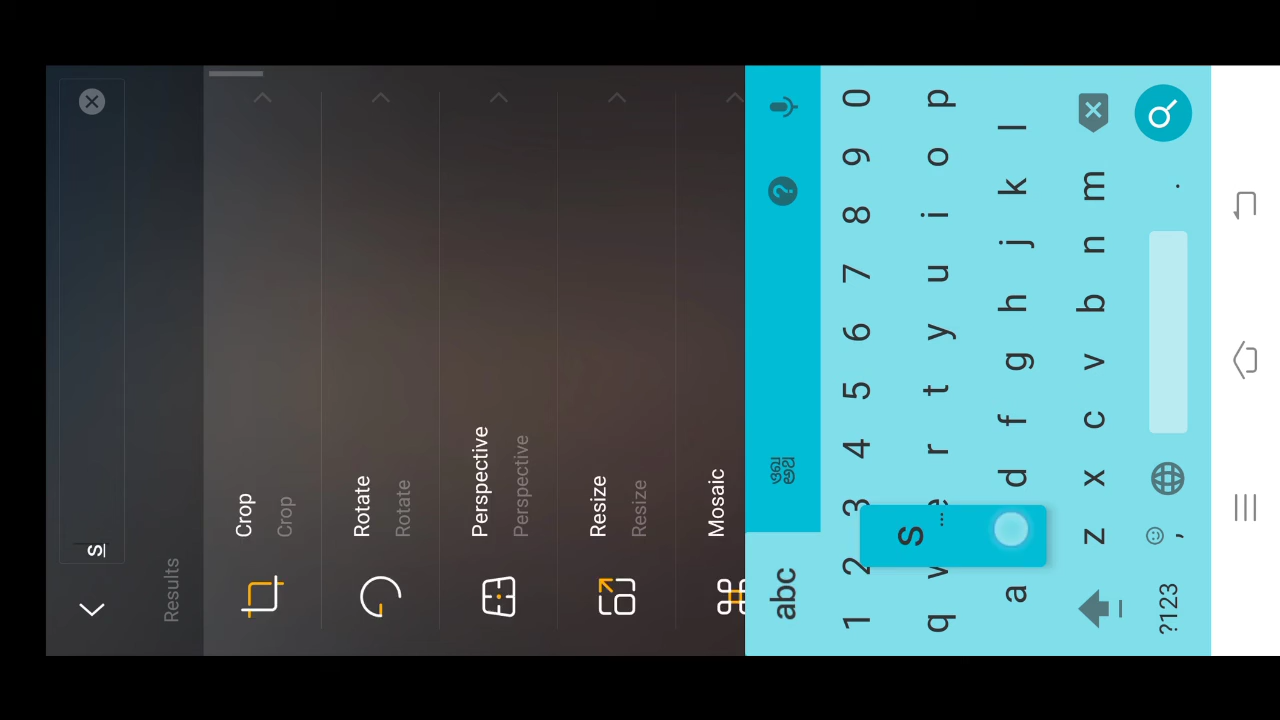 s
Results
Crop
Crop
Rotate
Rotate
Perspective
Perspective
Resize
Resize
Mosaic
abc
1 2 3 4 5 6 7 8 9 0
q w e r t y u i o p
s
a d f g h j k l
z x c v b n m
?123 , .